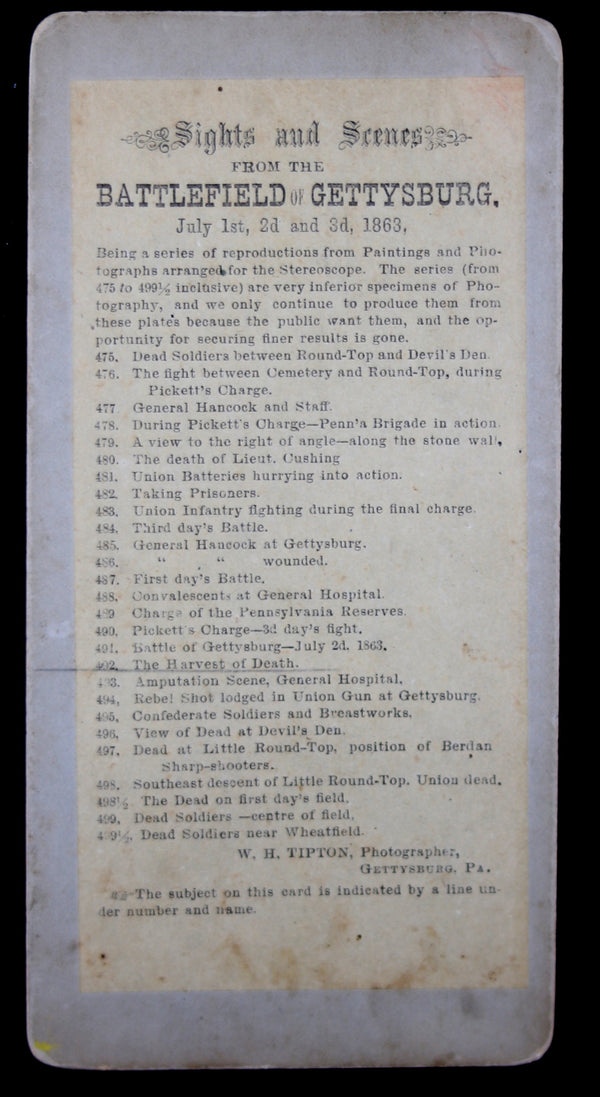 Sights and Scenes
FROM THE
BATTLEFIELD OF GETTYSBURG,
July 1st, 2d and 3d, 1863,
Being a series of reproductions from Paintings and Pho-
tographs arranged for the Stereoscope. The series (from
475 to 499½ inclusive) are very inferior specimens of Pho-
tography, and we only continue to produce them from
these plates because the public want them, and the op-
portunity for securing finer results is gone.
475. Dead Soldiers between Round-Top and Devil's Den.
476. The fight between Cemetery and Round-Top, during
Pickett's Charge.
477 General Hancock and Staff.
478. During Pickett's Charge—Penn'a Brigade in action.
479. A view to the right of angle—along the stone wall,
480. The death of Lieut. Cushing
481. Union Batteries hurrying into action.
482. Taking Prisoners.
483. Union Infantry fighting during the final charge.
484. Third day's Battle.
485. General Hancock at Gettysburg.
486. “ “ wounded.
487. First day's Battle.
488. Convalescents at General Hospital.
489 Charge of the Pennsylvania Reserves.
490. Pickett's Charge—3d day's fight.
491. Battle of Gettysburg—July 2d. 1863.
492. The Harvest of Death.
493. Amputation Scene, General Hospital,
494, Rebel Shot lodged in Union Gun at Gettysburg.
495, Confederate Soldiers and Breastworks.
496, View of Dead at Devil's Den.
497, Dead at Little Round-Top, position of Berdan
Sharp-shooters.
498. Southeast descent of Little Round-Top. Union dead.
498½ The Dead on first day's field,
499, Dead Soldiers —centre of field,
499½, Dead Soldiers near Wheatfield.
W. H. TIPTON, Photographer,
GETTYSBURG, PA.
The subject on this card is indicated by a line un-
der number and name.